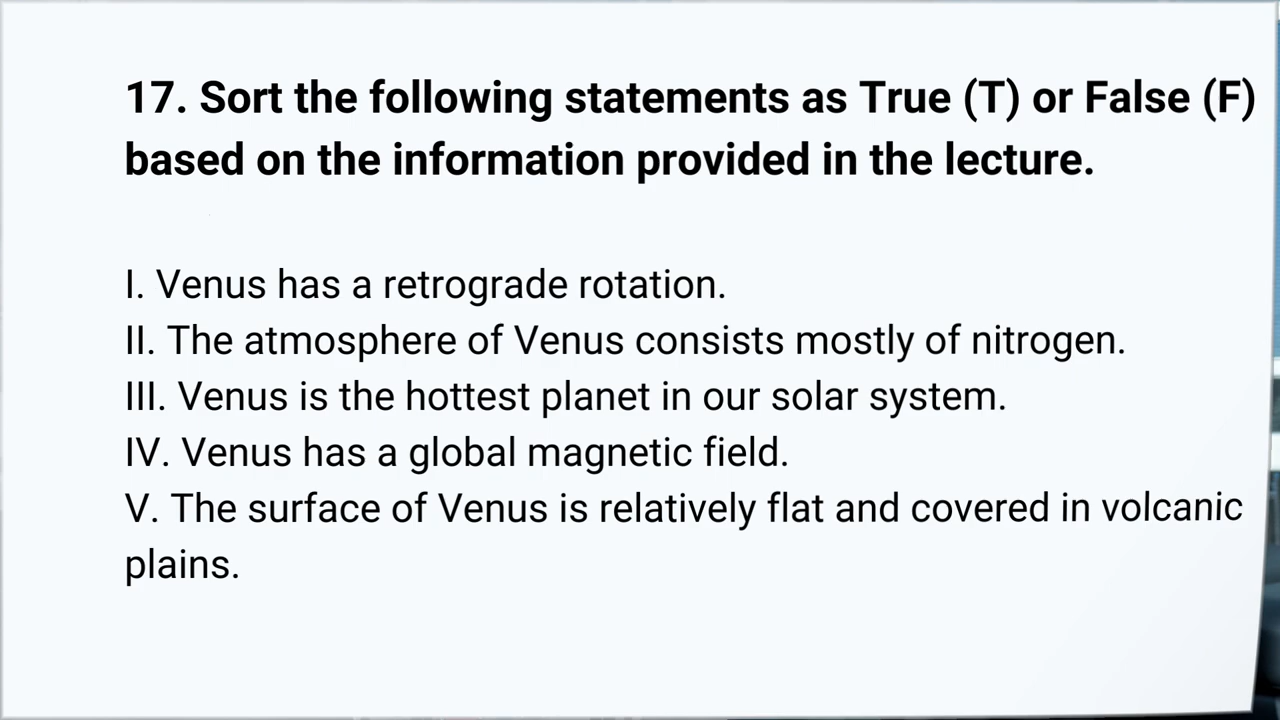 17. Sort the following statements as True (T) or False (F)
based on the information provided in the lecture.
I. Venus has a retrograde rotation.
II. The atmosphere of Venus consists mostly of nitrogen.
III. Venus is the hottest planet in our solar system.
IV. Venus has a global magnetic field.
V. The surface of Venus is relatively flat and covered in volcanic
plains.